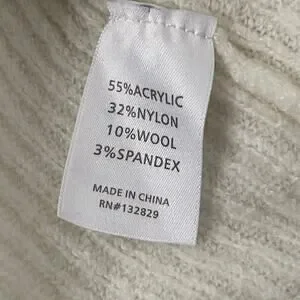 55%ACRYLIC
32%NYLON
10%WOOL
3%SPANDEX
MADE IN CHINA
RN#132829